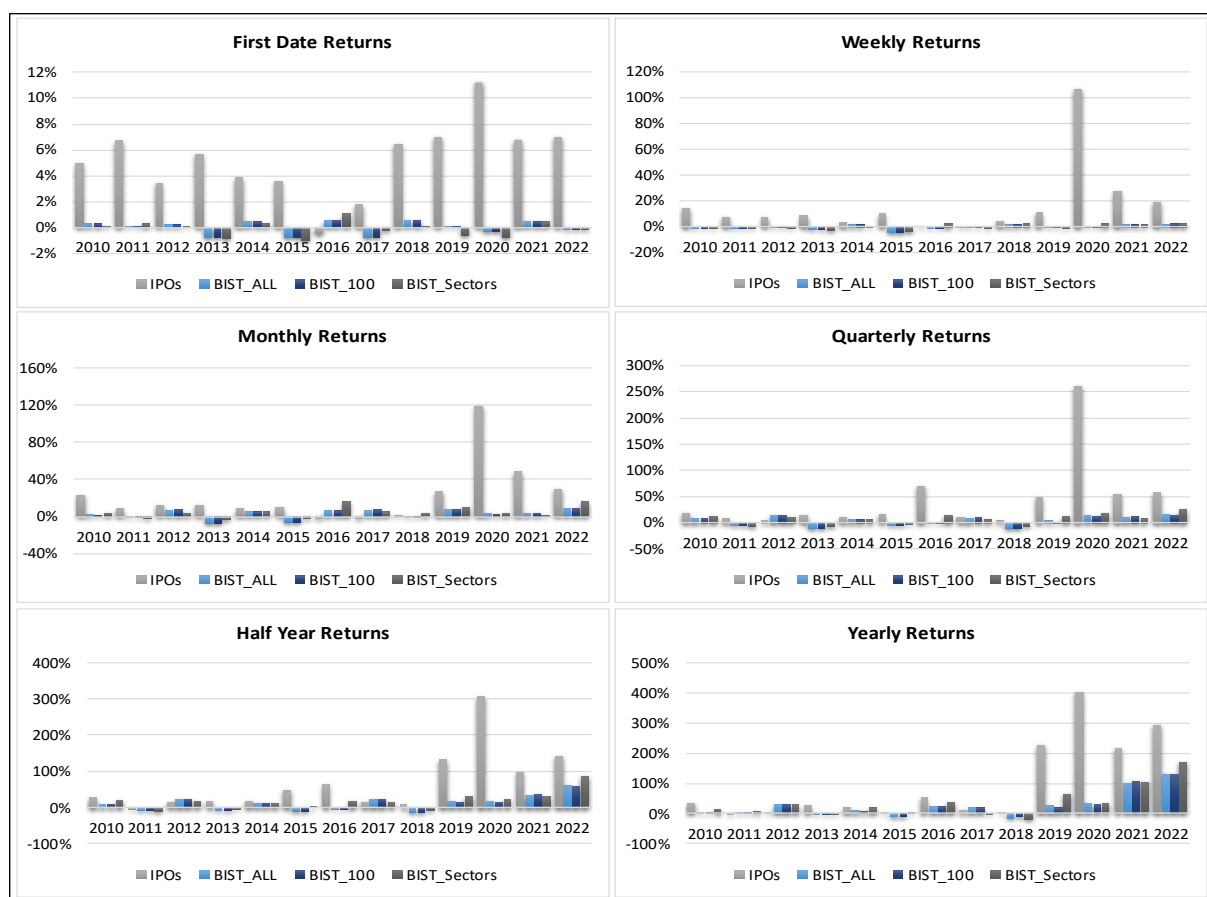 First Date Returns
12%
10%
8%
6%
4%
2%
0%
-2%
2010 2011 2012 2013 2014 2015 2016 2017 2018 2019 2020 2021 2022
IPOs BIST_ALL BIST_100 BIST_Sectors
Weekly Returns
120%
100%
80%
60%
40%
20%
0%
-20%
2010 2011 2012 2013 2014 2015 2016 2017 2018 2019 2020 2021 2022
IPOs BIST_ALL BIST_100 BIST_Sectors
Monthly Returns
160%
120%
80%
40%
0%
-40%
2010 2011 2012 2013 2014 2015 2016 2017 2018 2019 2020 2021 2022
IPOs BIST_ALL BIST_100 BIST_Sectors
Quarterly Returns
300%
250%
200%
150%
100%
50%
0%
-50%
2010 2011 2012 2013 2014 2015 2016 2017 2018 2019 2020 2021 2022
IPOs BIST_ALL BIST_100 BIST_Sectors
Half Year Returns
400%
300%
200%
100%
0%
-100%
2010 2011 2012 2013 2014 2015 2016 2017 2018 2019 2020 2021 2022
IPOs BIST_ALL BIST_100 BIST_Sectors
Yearly Returns
500%
400%
300%
200%
100%
0%
-100%
2010 2011 2012 2013 2014 2015 2016 2017 2018 2019 2020 2021 2022
IPOs BIST_ALL BIST_100 BIST_Sectors